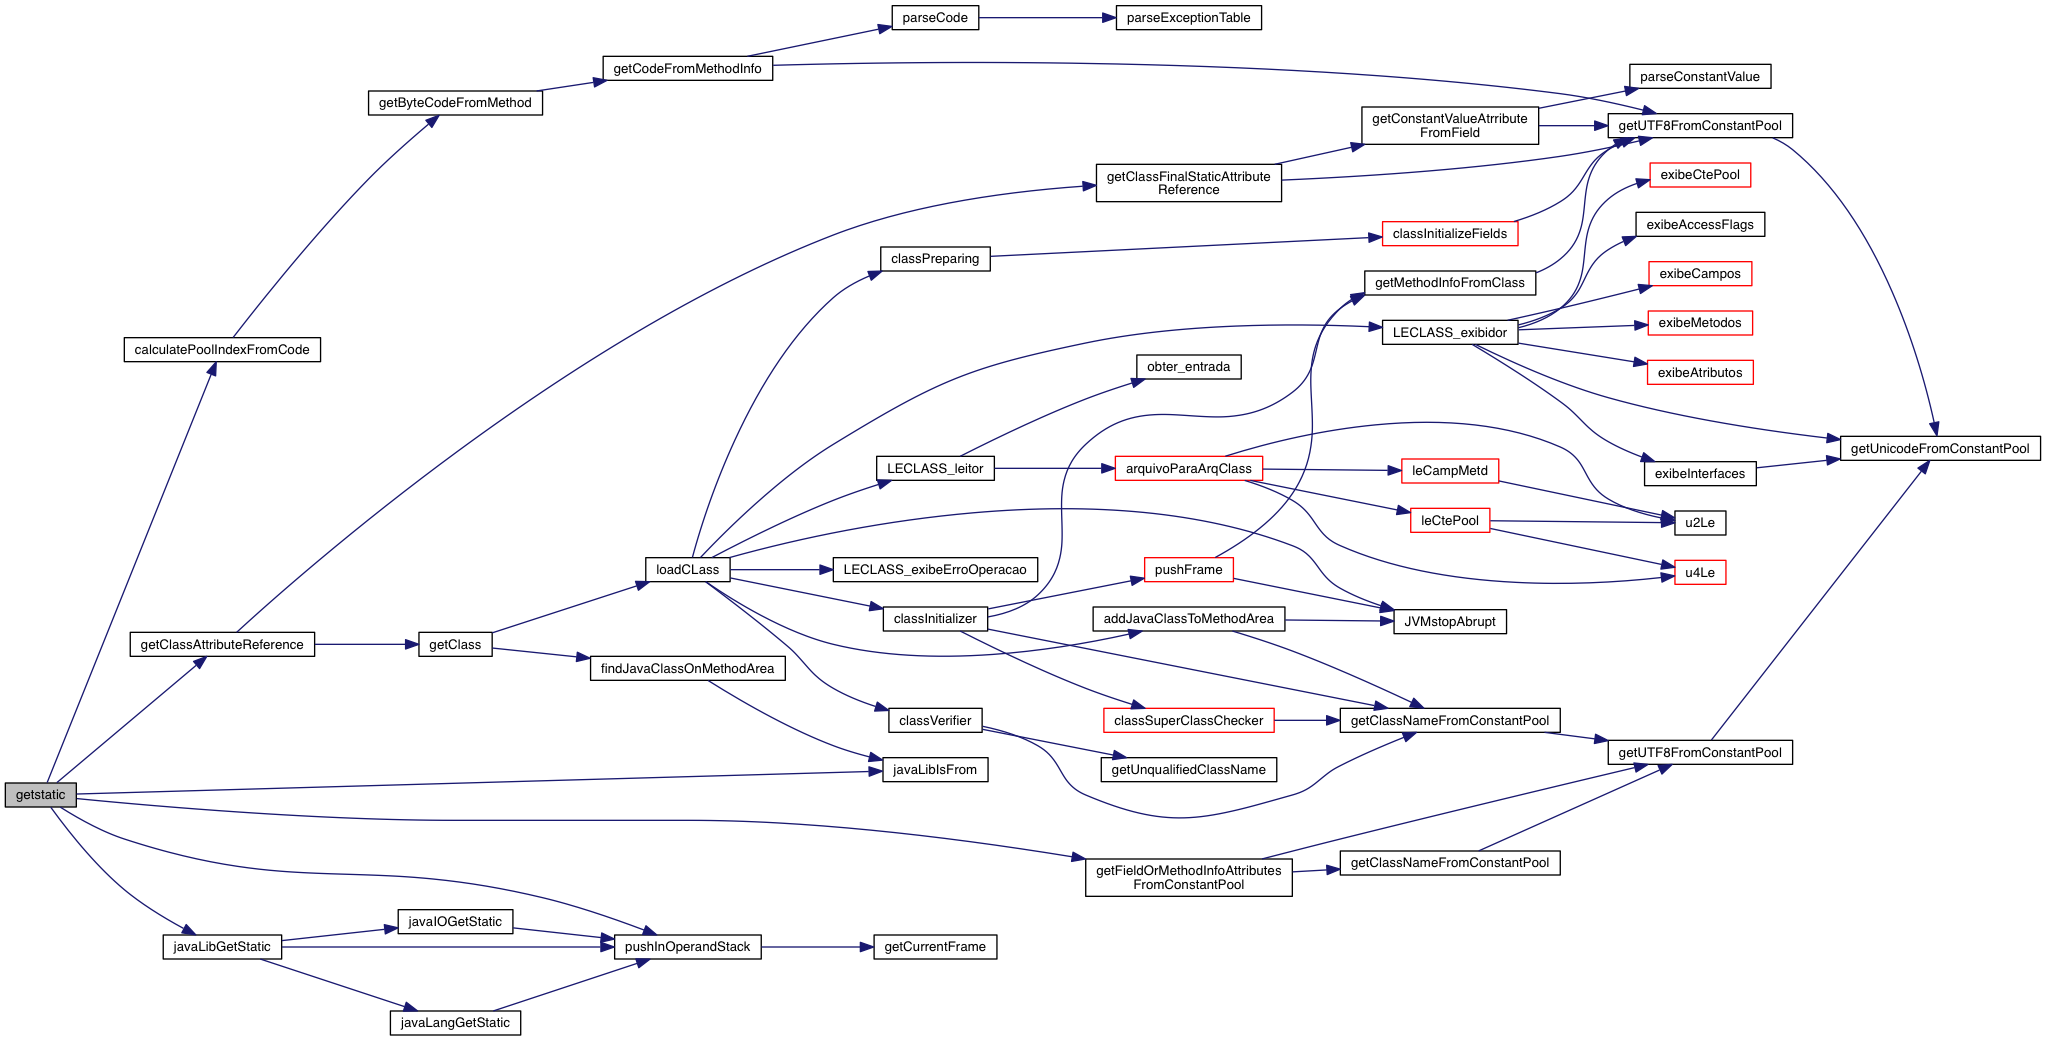 parseCode
parseExceptionTable
getCodeFromMethodInfo
parseConstantValue
getByteCodeFromMethod
getConstantValueAtrribute
FromField
getUTF8FromConstantPool
getClassFinalStaticAttribute
Reference
exibeCtePool
exibeAccessFlags
classInitializeFields
classPreparing
exibeCampos
getMethodInfoFromClass
exibeMetodos
LECLASS_exibidor
calculatePoolIndexFromCode
obter_entrada
exibeAtributos
getUnicodeFromConstantPool
LECLASS_leitor
arquivoParaArqClass
leCampMetd
exibeInterfaces
leCtePool
u2Le
loadCLass
LECLASS_exibeErroOperacao
pushFrame
u4Le
classInitializer
addJavaClassToMethodArea
JVMstopAbrupt
getClassAttributeReference
getClass
findJavaClassOnMethodArea
classVerifier
classSuperClassChecker
getClassNameFromConstantPool
getUTF8FromConstantPool
javaLibIsFrom
getUnqualifiedClassName
getstatic
getFieldOrMethodInfoAttributes
FromConstantPool
getClassNameFromConstantPool
javaIOGetStatic
javaLibGetStatic
pushInOperandStack
getCurrentFrame
javaLangGetStatic